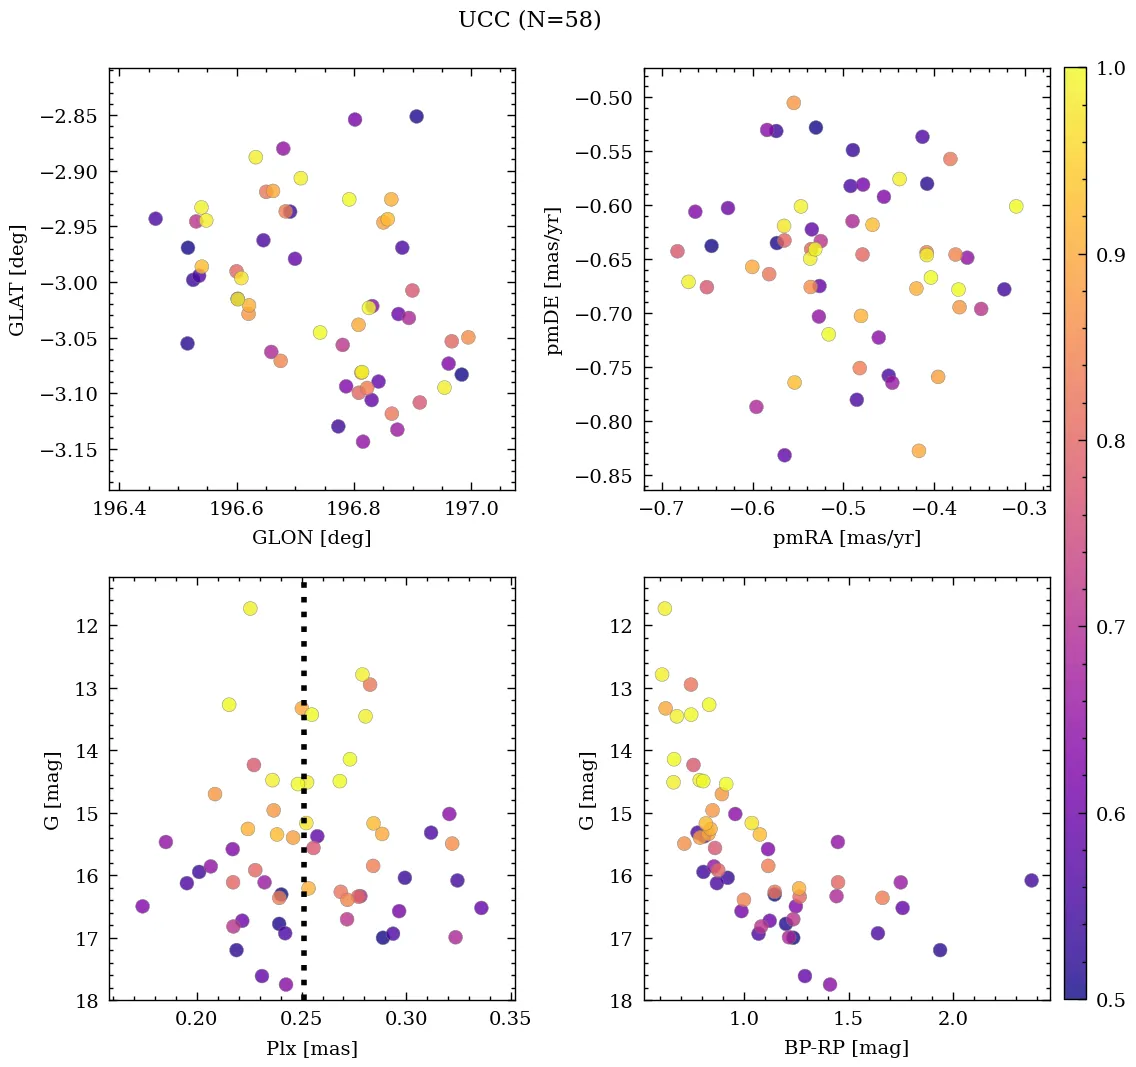 UCC (N=58)
−2.85
−2.90
−2.95
−3.00
−3.05
−3.10
−3.15
GLAT [deg]
196.4 196.6 196.8 197.0
GLON [deg]
−0.50
−0.55
−0.60
−0.65
−0.70
−0.75
−0.80
−0.85
pmDE [mas/yr]
−0.7 −0.6 −0.5 −0.4 −0.3
pmRA [mas/yr]
12
13
14
15
16
17
18
G [mag]
0.20 0.25 0.30 0.35
Plx [mas]
12
13
14
15
16
17
18
G [mag]
1.0 1.5 2.0
BP-RP [mag]
1.0
0.9
0.8
0.7
0.6
0.5